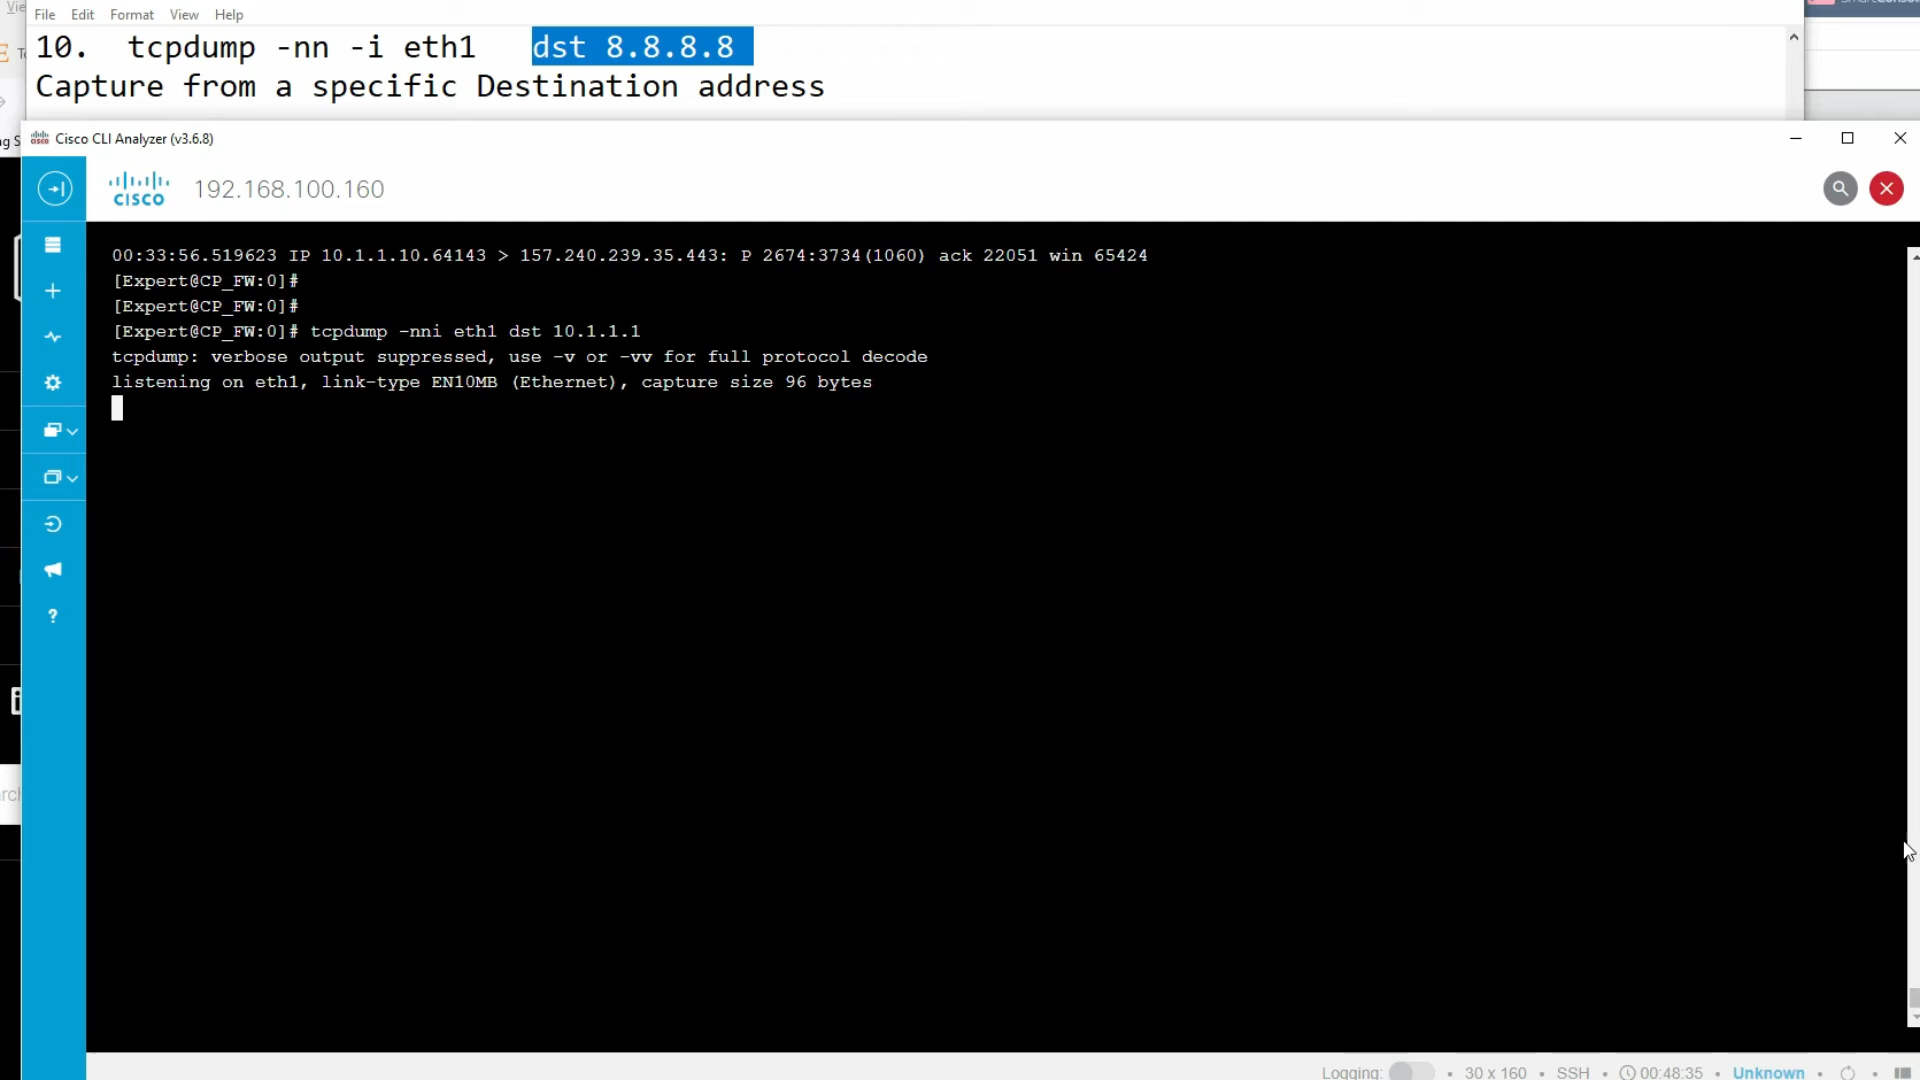 File Edit Format View Help
10. tcpdump -nn -i eth1 dst 8.8.8.8
Capture from a specific Destination address
Cisco CLI Analyzer (v3.6.8)
CISCO
192.168.100.160
00:33:56.519623 IP 10.1.1.10.64143 > 157.240.239.35.443: P 2674:3734(1060) ack 22051 win 65424
[Expert@CP_FW:0]#
[Expert@CP_FW:0]#
[Expert@CP_FW:0]# tcpdump -nni eth1 dst 10.1.1.1
tcpdump: verbose output suppressed, use -v or -vv for full protocol decode
listening on eth1, link-type EN10MB (Ethernet), capture size 96 bytes
Logging: • 30 x 160 • SSH • 00:48:35 • Unknown •